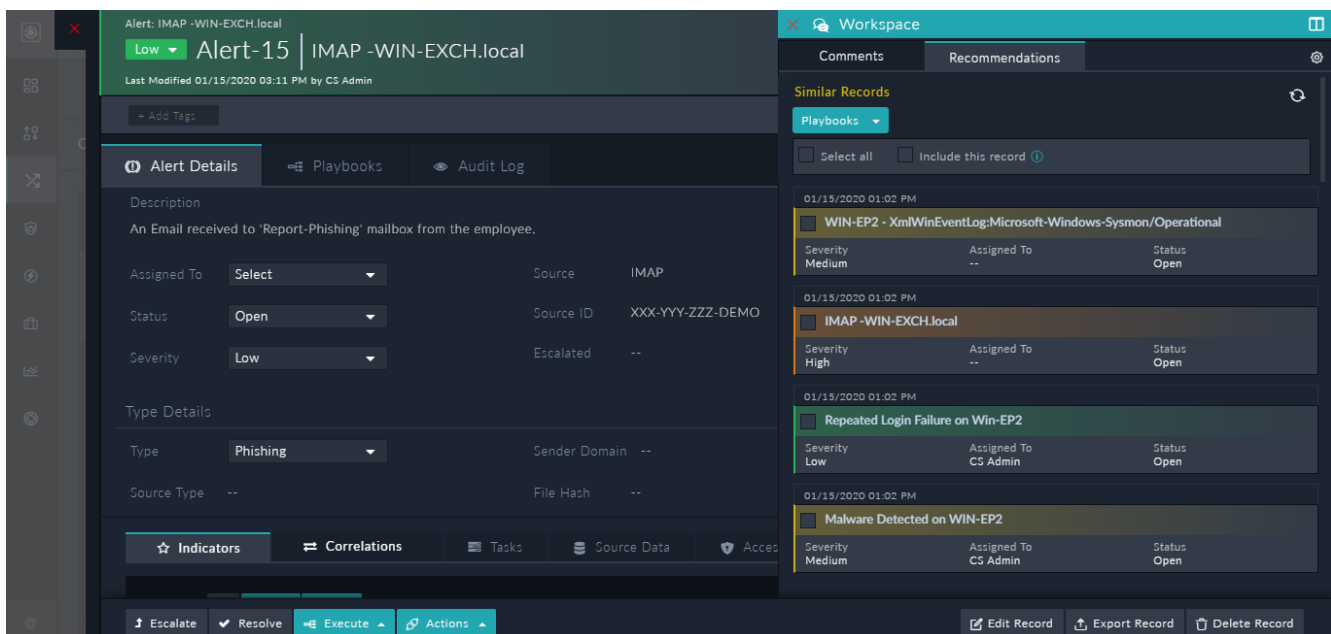 Alert: IMAP -WIN-EXCH.local
Low Alert-15 IMAP -WIN-EXCH.local
Last Modified 01/15/2020 03:11 PM by CS Admin
+ Add Tags
Alert Details Playbooks Audit Log
Description
An Email received to 'Report-Phishing' mailbox from the employee.
Assigned To Select Source IMAP
Status Open Source ID XXX-YYY-ZZZ-DEMO
Severity Low Escalated --
Type Details
Type Phishing Sender Domain --
Source Type -- File Hash --
Indicators Correlations Tasks Source Data Acces
Escalate Resolve Execute Actions Edit Record Export Record Delete Record
Workspace
Comments Recommendations
Similar Records
Playbooks
Select all Include this record
01/15/2020 01:02 PM
WIN-EP2 - XmlWinEventLog:Microsoft-Windows-Sysmon/Operational
Severity Assigned To Status
Medium -- Open
01/15/2020 01:02 PM
IMAP -WIN-EXCH.local
Severity Assigned To Status
High -- Open
01/15/2020 01:02 PM
Repeated Login Failure on Win-EP2
Severity Assigned To Status
Low CS Admin Open
01/15/2020 01:02 PM
Malware Detected on WIN-EP2
Severity Assigned To Status
Medium CS Admin Open